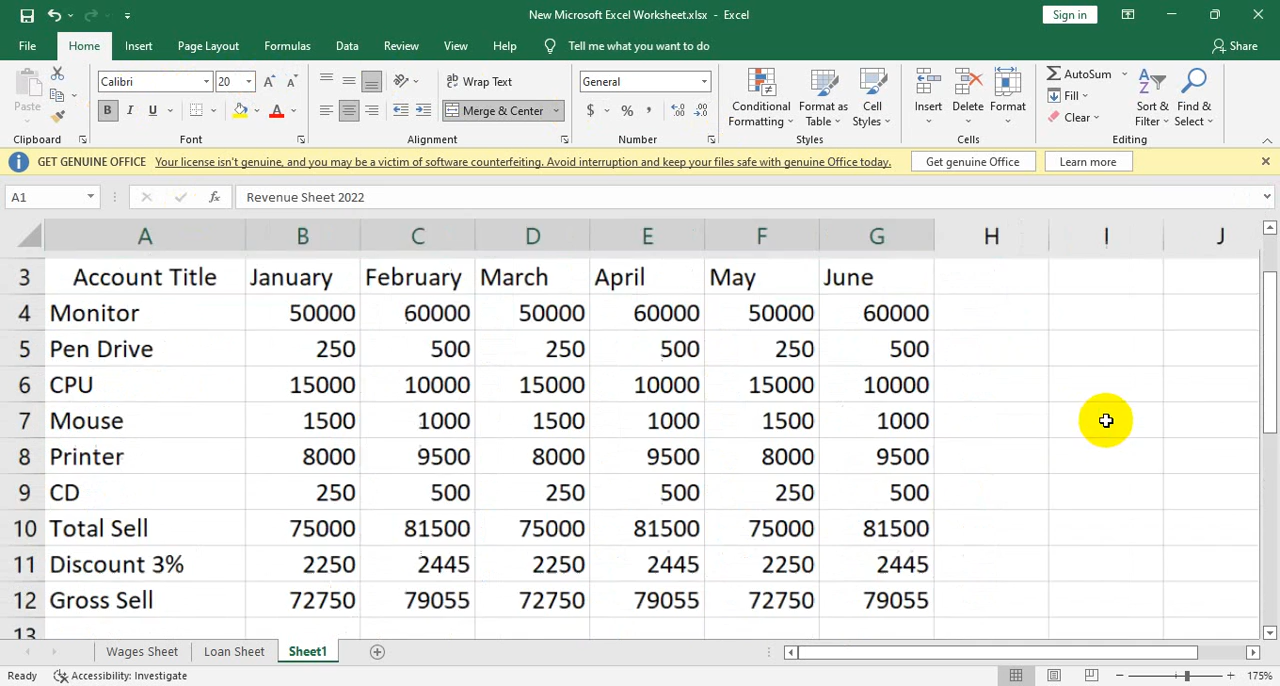 New Microsoft Excel Worksheet.xlsx - Excel
Sign in
File Home Insert Page Layout Formulas Data Review View Help Tell me what you want to do Share
Calibri 20 Wrap Text General AutoSum
Paste Conditional Formatting Format as Table Cell Styles Insert Delete Format Fill Sort & Filter Find & Select
B I U Merge & Center $ % Clear
Clipboard Font Alignment Number Styles Cells Editing
GET GENUINE OFFICE Your license isn't genuine, and you may be a victim of software counterfeiting. Avoid interruption and keep your files safe with genuine Office today. Get genuine Office Learn more
A1 fx Revenue Sheet 2022
A B C D E F G H I J
3 Account Title January February March April May June
4 Monitor 50000 60000 50000 60000 50000 60000
5 Pen Drive 250 500 250 500 250 500
6 CPU 15000 10000 15000 10000 15000 10000
7 Mouse 1500 1000 1500 1000 1500 1000
8 Printer 8000 9500 8000 9500 8000 9500
9 CD 250 500 250 500 250 500
10 Total Sell 75000 81500 75000 81500 75000 81500
11 Discount 3% 2250 2445 2250 2445 2250 2445
12 Gross Sell 72750 79055 72750 79055 72750 79055
13
Wages Sheet Loan Sheet Sheet1
Ready Accessibility: Investigate 175%